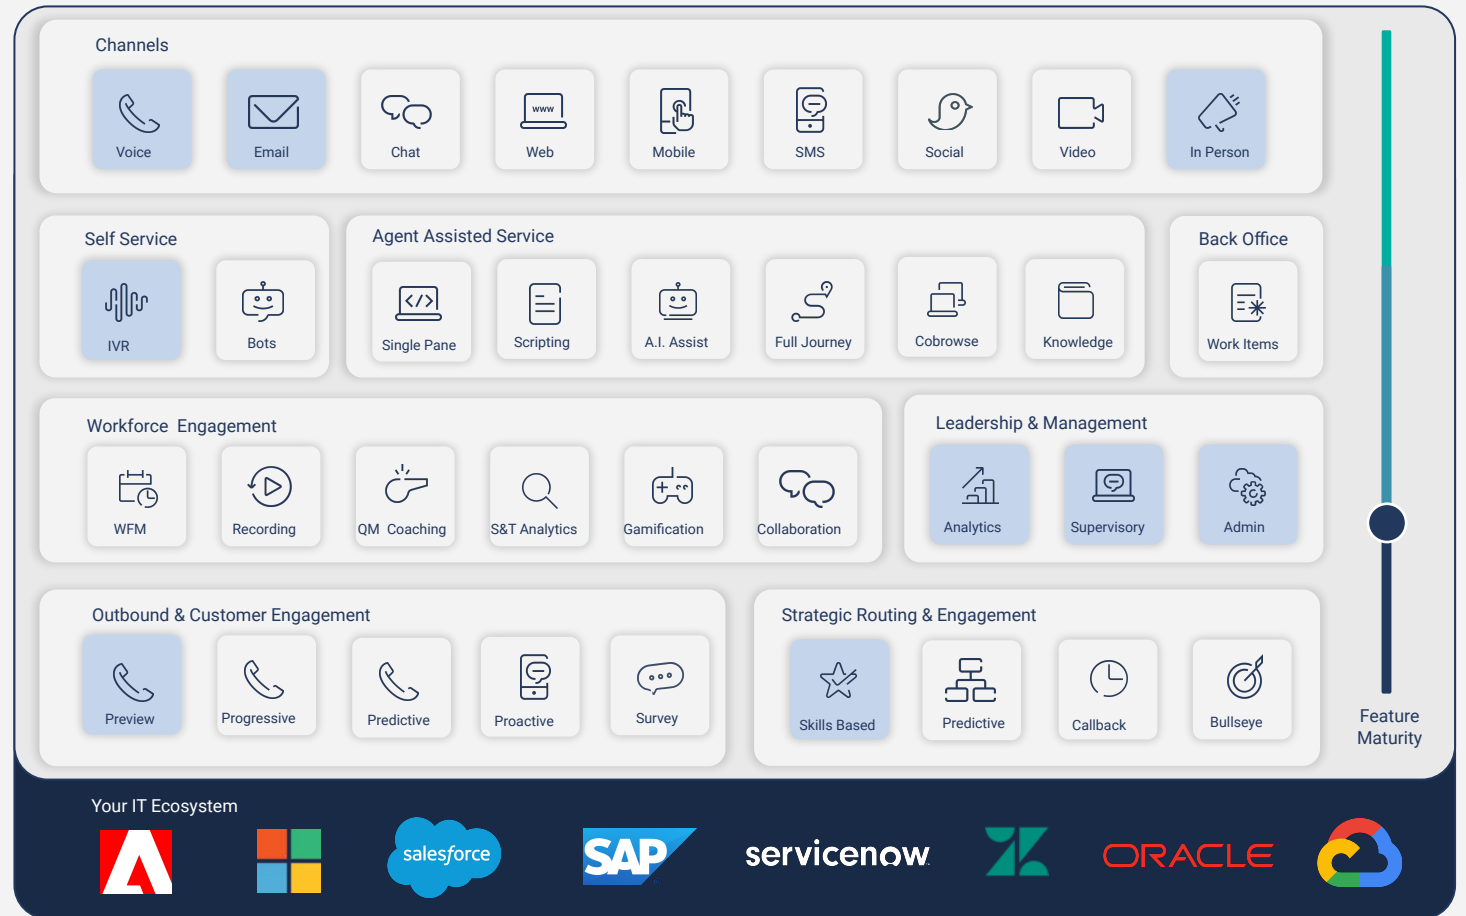 Channels
Voice
Email
Chat
www
Web
Mobile
SMS
Social
Video
In Person
Self Service
IVR
Bots
Agent Assisted Service
</>
Single Pane
Scripting
A.I. Assist
Full Journey
Cobrowse
Knowledge
Back Office
Work Items
Workforce Engagement
WFM
Recording
QM Coaching
S&T Analytics
Gamification
Collaboration
Leadership & Management
Analytics
Supervisory
Admin
Outbound & Customer Engagement
Preview
Progressive
Predictive
Proactive
Survey
Strategic Routing & Engagement
Skills Based
Predictive
Callback
Bullseye
Feature
Maturity
Your IT Ecosystem
salesforce
SAP
servicenow
ORACLE